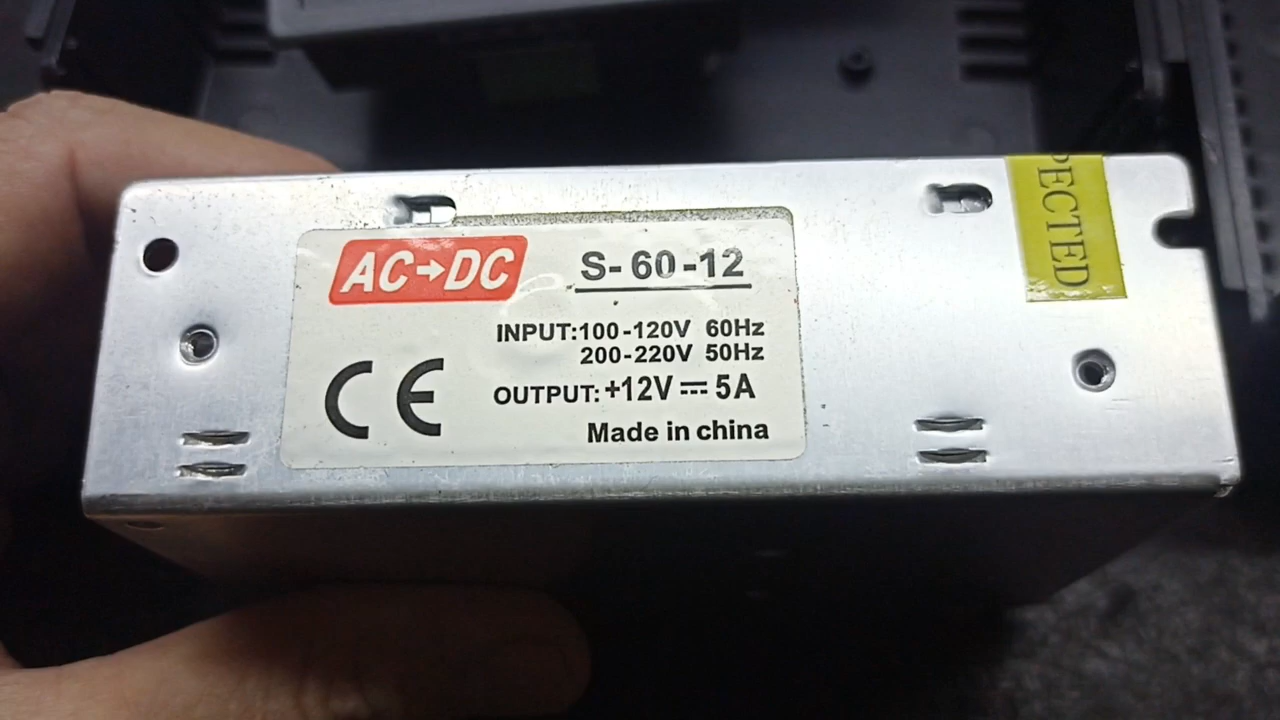 AC→DC
S-60-12
INPUT:100-120V 60Hz
200-220V 50Hz
OUTPUT:+12V⎓5A
CE
Made in china
PECTED